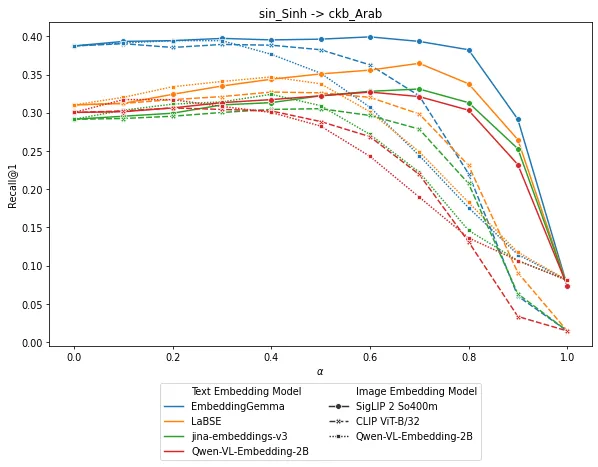 sin_Sinh -> ckb_Arab
Recall@1
0.40
0.35
0.30
0.25
0.20
0.15
0.10
0.05
0.00
0.0 0.2 0.4 0.6 0.8 1.0
α
Text Embedding Model Image Embedding Model
EmbeddingGemma SigLIP 2 So400m
LaBSE CLIP ViT-B/32
jina-embeddings-v3 Qwen-VL-Embedding-2B
Qwen-VL-Embedding-2B